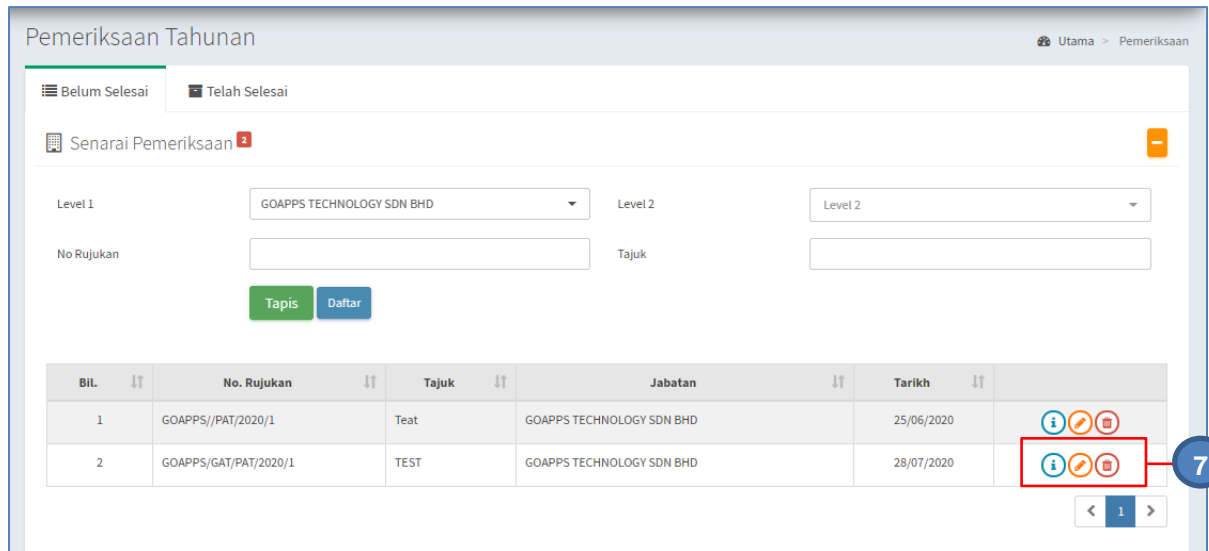 Pemeriksaan Tahunan
Utama > Pemeriksaan
Belum Selesai
Telah Selesai
Senarai Pemeriksaan 2
Level 1
GOAPPS TECHNOLOGY SDN BHD
Level 2
Level 2
No Rujukan
Tajuk
Tapis
Daftar
Bil. No. Rujukan Tajuk Jabatan Tarikh
1 GOAPPS//PAT/2020/1 Teat GOAPPS TECHNOLOGY SDN BHD 25/06/2020
2 GOAPPS/GAT/PAT/2020/1 TEST GOAPPS TECHNOLOGY SDN BHD 28/07/2020
7
< 1 >